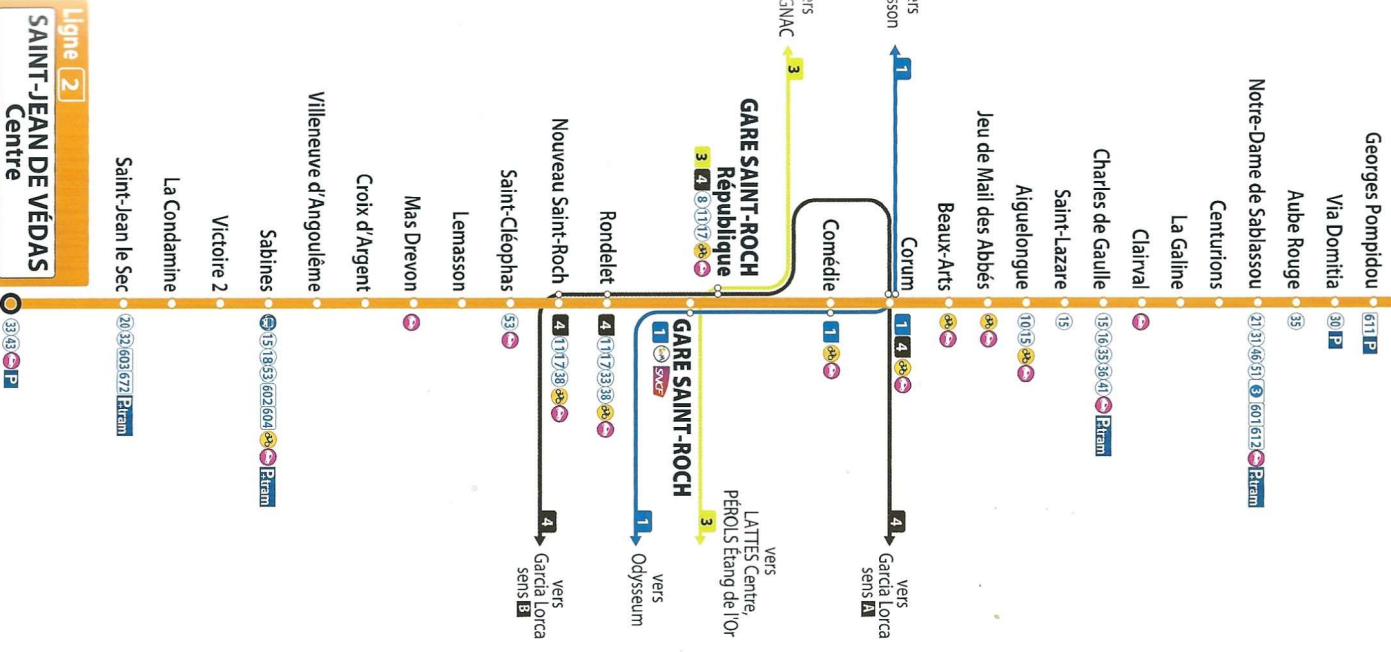 Georges Pompidou
611 P
Via Domitia
30 P
Aube Rouge
35
Notre-Dame de Sablassou
21 31 46 51 3 601 612 P.tram
Centurions
La Galine
Clairval
Charles de Gaulle
15 16 35 36 41 P.tram
Saint-Lazare
15
Aiguelongue
10 15
Jeu de Mail des Abbés
Beaux-Arts
ers
sson
1
Corum
1 4
4
vers
Garcia Lorca
sens A
Comédie
1
ers
GNAC
3
GARE SAINT-ROCH
République
3 4 8 11 17
3
vers
LATTES Centre,
PÉROLS Étang de l'Or
GARE SAINT-ROCH
1 SNCF
1
vers
Odysseum
Rondelet
4 11 17 33 38
Nouveau Saint-Roch
4 11 17 38
4
vers
Garcia Lorca
sens B
Saint-Cléophas
53
Lemasson
Mas Drevon
Croix d'Argent
Villeneuve d'Angoulême
Sabines
15 18 53 602 604 P.tram
Victoire 2
La Condamine
Saint-Jean le Sec
20 32 603 672 P.tram
Ligne 2
SAINT-JEAN DE VÉDAS
Centre
33 43 P